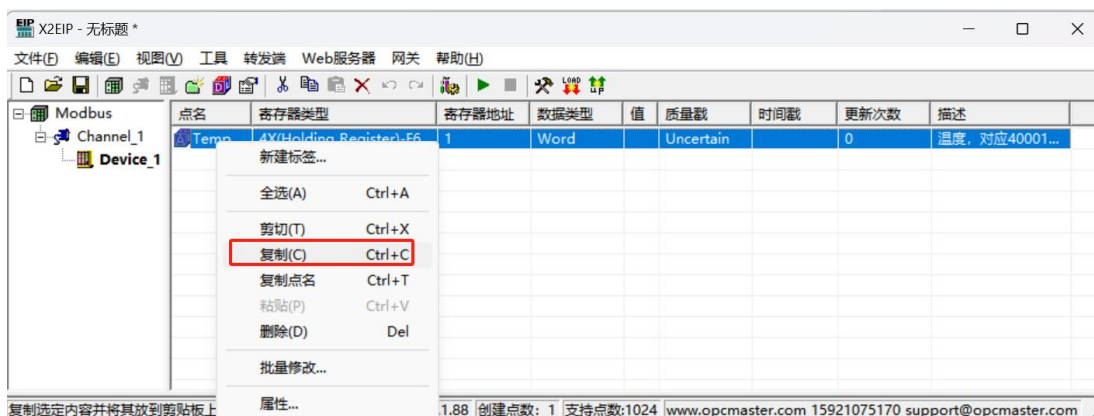 EIP X2EIP - 无标题 *
文件(F) 编辑(E) 视图(V) 工具 转发端 Web服务器 网关 帮助(H)
LOAD UP
Modbus
Channel_1
Device_1
点名 寄存器类型 寄存器地址 数据类型 值 质量戳 时间戳 更新次数 描述
Temp 4X(Holding Register)-F6 1 Word Uncertain 0 温度，对应40001...
新建标签...
全选(A) Ctrl+A
剪切(T) Ctrl+X
复制(C) Ctrl+C
复制点名 Ctrl+T
粘贴(P) Ctrl+V
删除(D) Del
批量修改...
属性...
复制选定内容并将其放到剪贴板上 1.88 创建点数: 1 支持点数:1024 www.opcmaster.com 15921075170 support@opcmaster.com